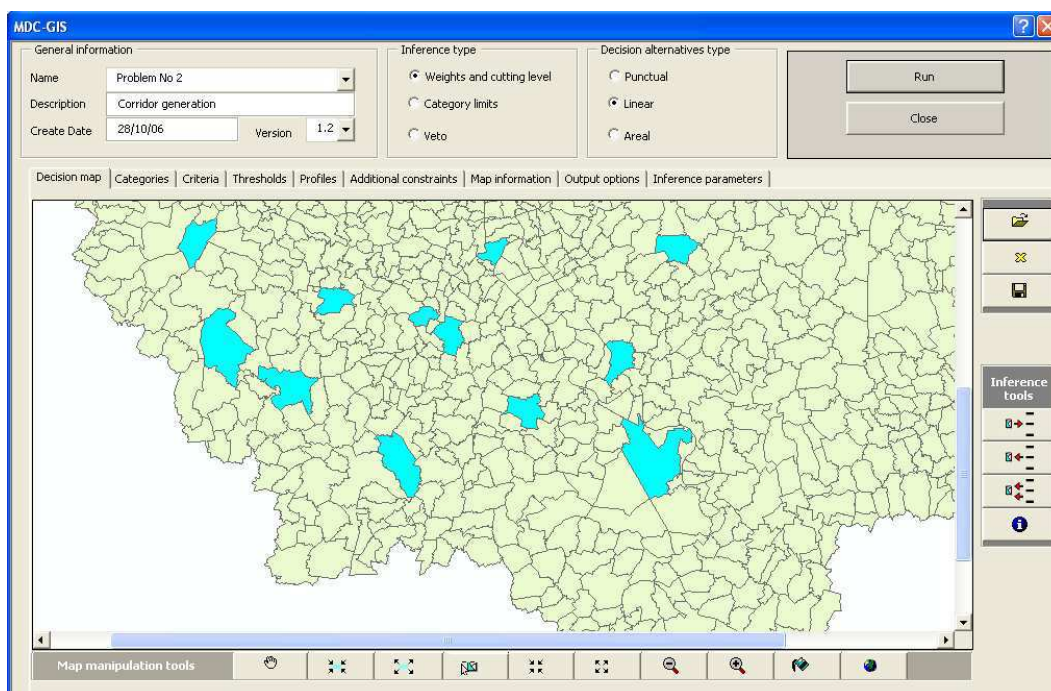 MDC-GIS
General information
Name Problem No 2
Description Corridor generation
Create Date 28/10/06 Version 1.2
Inference type
Weights and cutting level
Category limits
Veto
Decision alternatives type
Punctual
Linear
Areal
Run
Close
Decision map Categories Criteria Thresholds Profiles Additional constraints Map information Output options Inference parameters
Inference
tools
Map manipulation tools